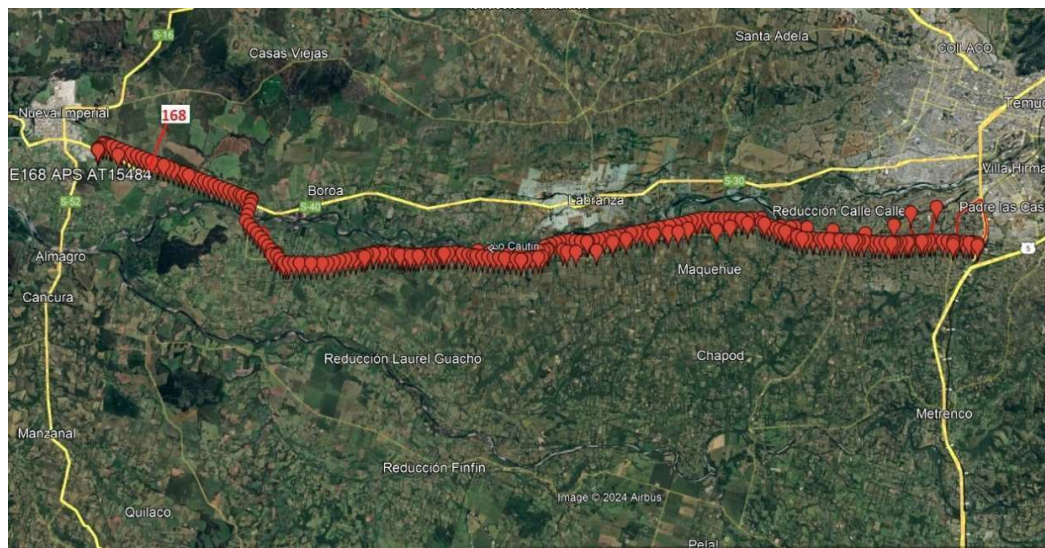 Santa Adela
COILACO
S-16
Casas Viejas
Temuc
Nueva Imperial
168
Villa Hirma
E168 APS AT15484
S-30
Boroa
Labranza
S-40
S-52
Reducción Calle Calle
Padre las Cas
Almagro
Cautín
5
Maquehue
Cancura
Reducción Laurel Guacho
Chapod
Metrenco
Manzanal
Reducción Finfin
Image © 2024 Airbus
Quilaco
Pelal